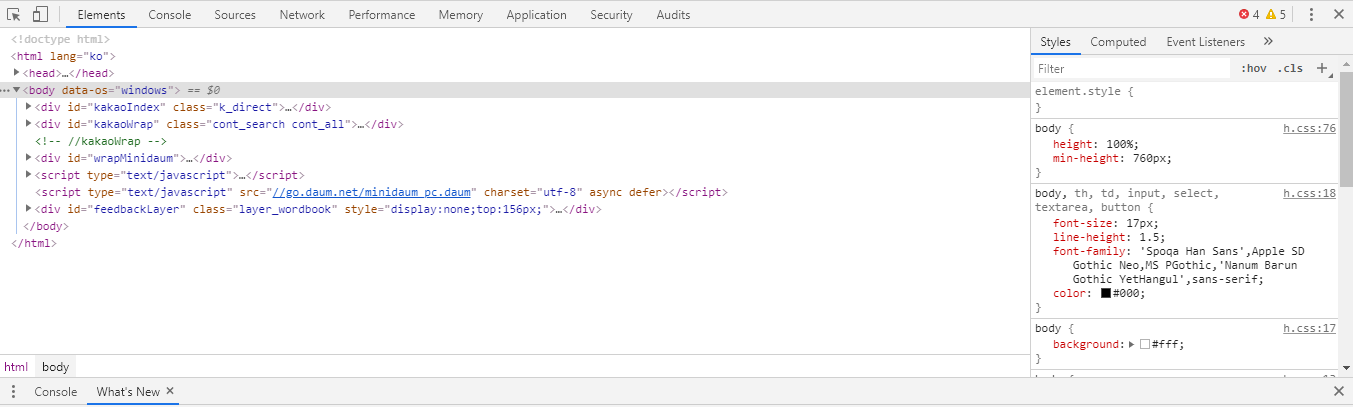 Elements Console Sources Network Performance Memory Application Security Audits 4 5
<!doctype html>
<html lang="ko">
<head>…</head>
<body data-os="windows"> == $0
<div id="kakaoIndex" class="k_direct">…</div>
<div id="kakaoWrap" class="cont_search cont_all">…</div>
<!-- //kakaoWrap -->
<div id="wrapMinidaum">…</div>
<script type="text/javascript">…</script>
<script type="text/javascript" src="//go.daum.net/minidaum_pc.daum" charset="utf-8" async defer></script>
<div id="feedbackLayer" class="layer_wordbook" style="display:none;top:156px;">…</div>
</body>
</html>
html body
Styles Computed Event Listeners »
Filter :hov .cls +
element.style {
}
body { h.css:76
height: 100%;
min-height: 760px;
}
body, th, td, input, select, h.css:18
textarea, button {
font-size: 17px;
line-height: 1.5;
font-family: 'Spoqa Han Sans',Apple SD
Gothic Neo,MS PGothic,'Nanum Barun
Gothic YetHangul',sans-serif;
color: #000;
}
body { h.css:17
background: #fff;
}
Console What's New